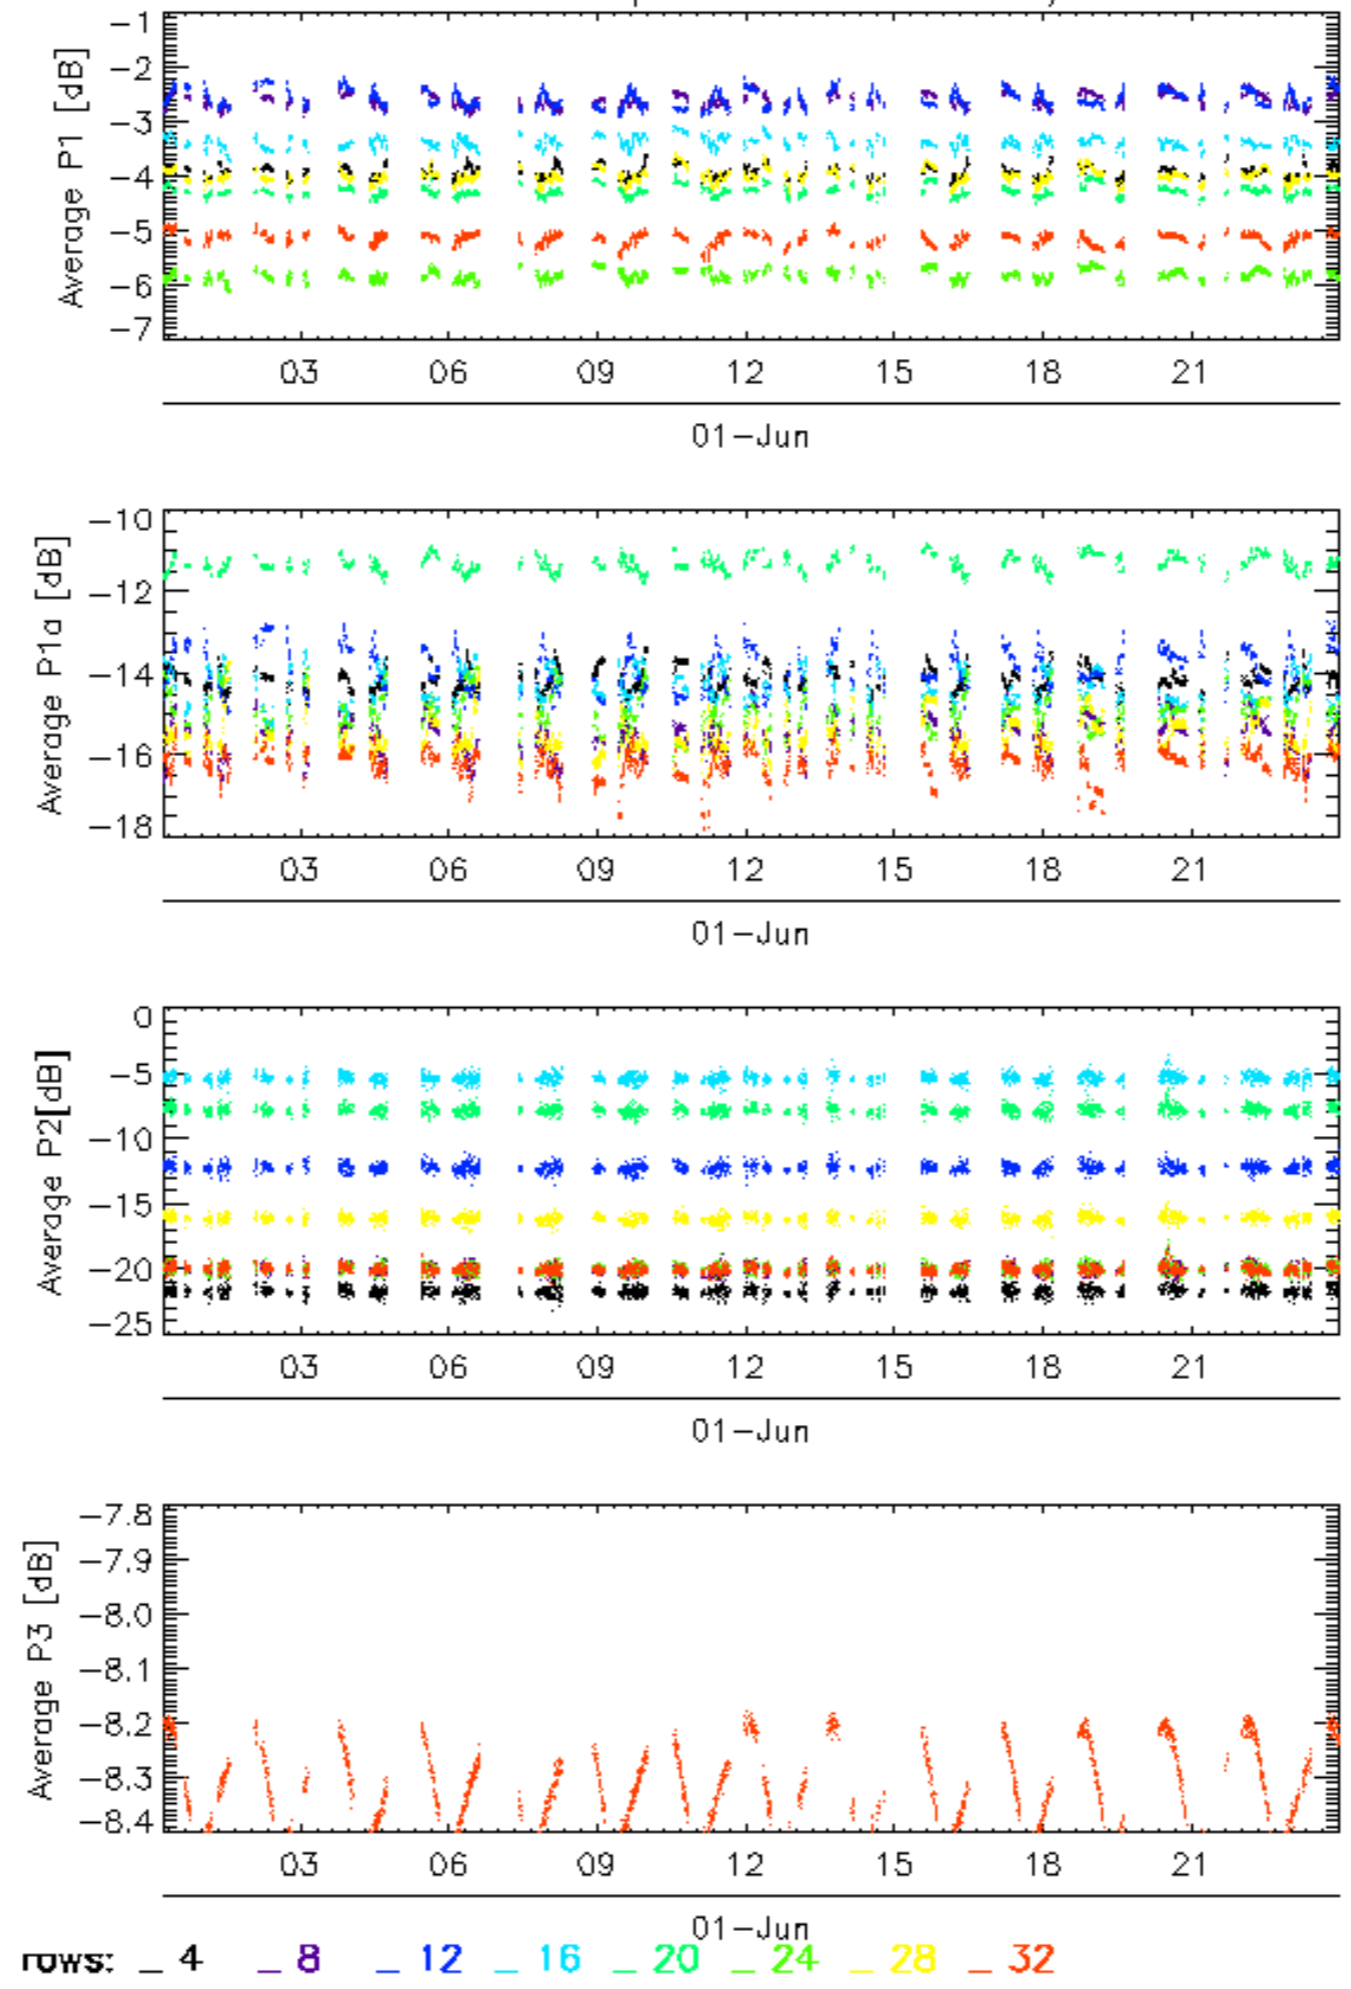 -1
-2
-3
-4
-5
-6
-7
Average P1 [dB]
03 06 09 12 15 18 21
01-Jun
-10
-12
-14
-16
-18
Average P1a [dB]
03 06 09 12 15 18 21
01-Jun
0
-5
-10
-15
-20
-25
Average P2[dB]
03 06 09 12 15 18 21
01-Jun
-7.8
-7.9
-8.0
-8.1
-8.2
-8.3
-8.4
Average P3 [dB]
03 06 09 12 15 18 21
01-Jun
rows: _ 4 _ 8 _ 12 _ 16 _ 20 _ 24 _ 28 _ 32